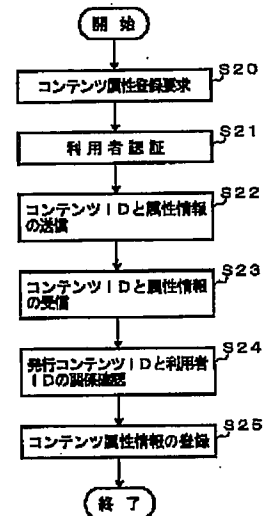 開始
S20
コンテンツ属性登録要求
S21
利用者認証
S22
コンテンツIDと属性情報
の送信
S23
コンテンツIDと属性情報
の受信
S24
発行コンテンツIDと利用者
IDの関係確認
S25
コンテンツ属性情報の登録
終了